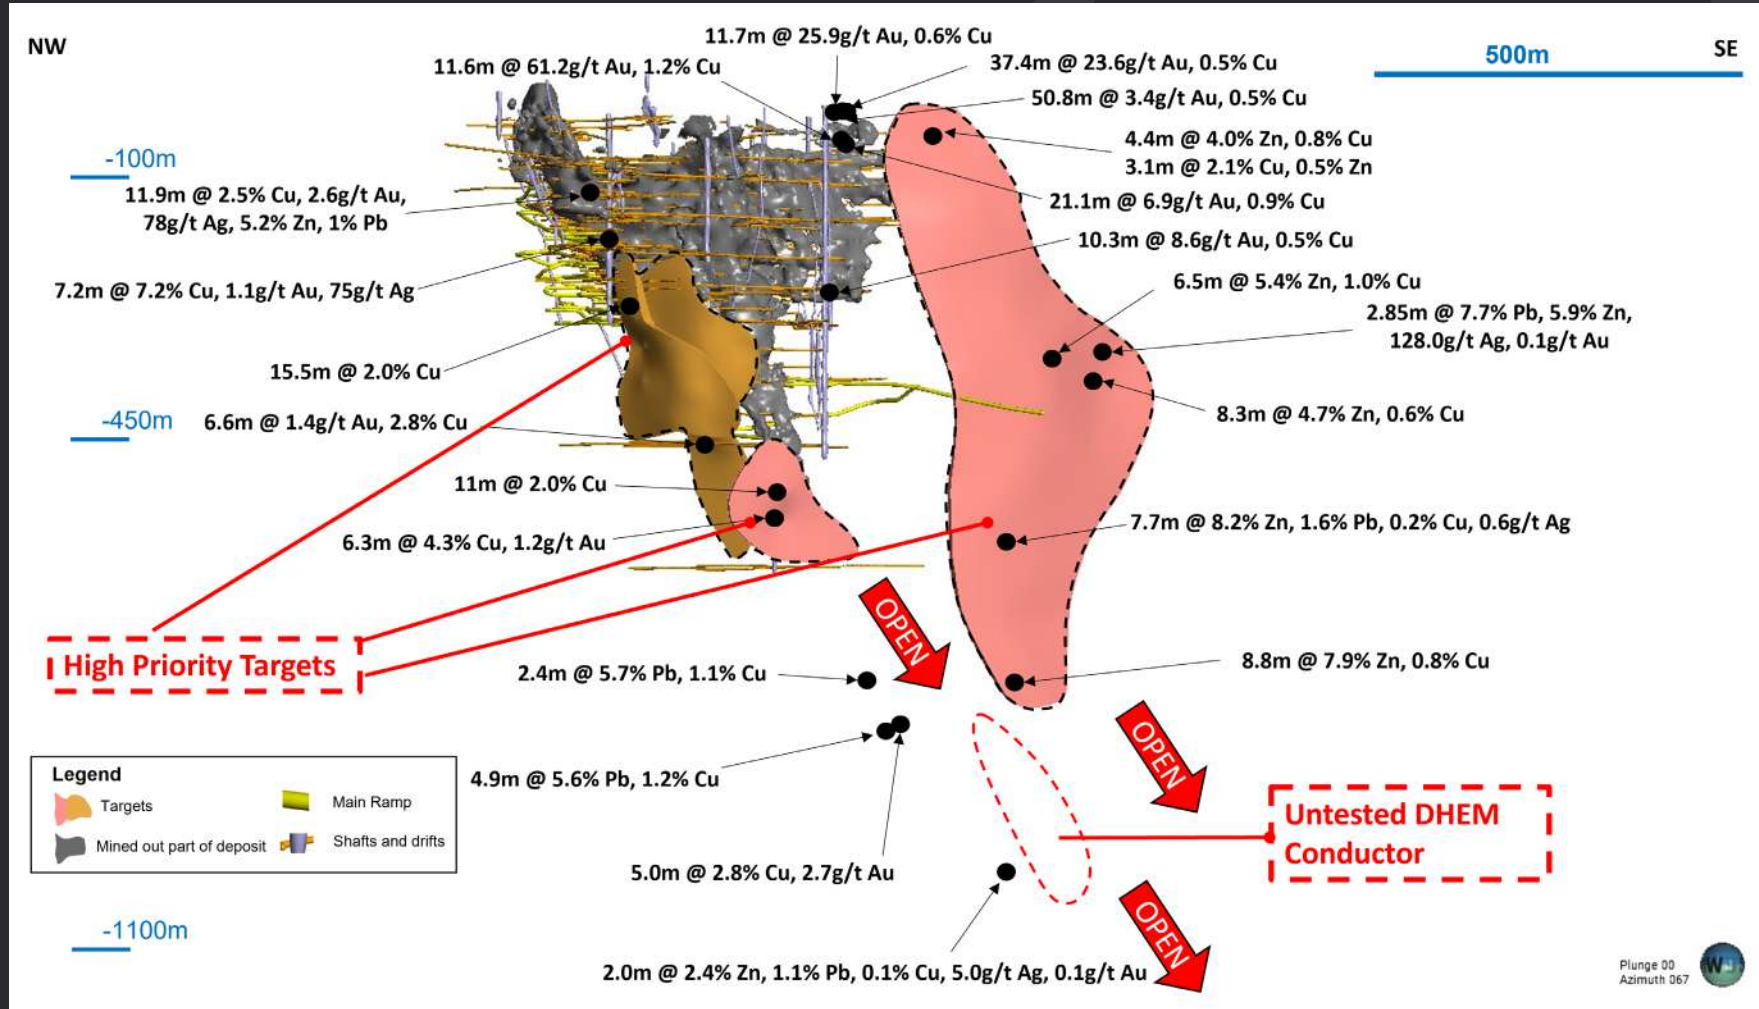 NW
SE
500m
11.7m @ 25.9g/t Au, 0.6% Cu
11.6m @ 61.2g/t Au, 1.2% Cu
37.4m @ 23.6g/t Au, 0.5% Cu
50.8m @ 3.4g/t Au, 0.5% Cu
4.4m @ 4.0% Zn, 0.8% Cu
3.1m @ 2.1% Cu, 0.5% Zn
-100m
11.9m @ 2.5% Cu, 2.6g/t Au,
78g/t Ag, 5.2% Zn, 1% Pb
21.1m @ 6.9g/t Au, 0.9% Cu
10.3m @ 8.6g/t Au, 0.5% Cu
7.2m @ 7.2% Cu, 1.1g/t Au, 75g/t Ag
6.5m @ 5.4% Zn, 1.0% Cu
2.85m @ 7.7% Pb, 5.9% Zn,
128.0g/t Ag, 0.1g/t Au
15.5m @ 2.0% Cu
-450m
6.6m @ 1.4g/t Au, 2.8% Cu
8.3m @ 4.7% Zn, 0.6% Cu
11m @ 2.0% Cu
6.3m @ 4.3% Cu, 1.2g/t Au
7.7m @ 8.2% Zn, 1.6% Pb, 0.2% Cu, 0.6g/t Ag
High Priority Targets
OPEN
2.4m @ 5.7% Pb, 1.1% Cu
8.8m @ 7.9% Zn, 0.8% Cu
4.9m @ 5.6% Pb, 1.2% Cu
OPEN
Untested DHEM
Conductor
Legend
Targets
Main Ramp
Mined out part of deposit
Shafts and drifts
5.0m @ 2.8% Cu, 2.7g/t Au
OPEN
-1100m
2.0m @ 2.4% Zn, 1.1% Pb, 0.1% Cu, 5.0g/t Ag, 0.1g/t Au
Plunge 00
Azimuth 067
W